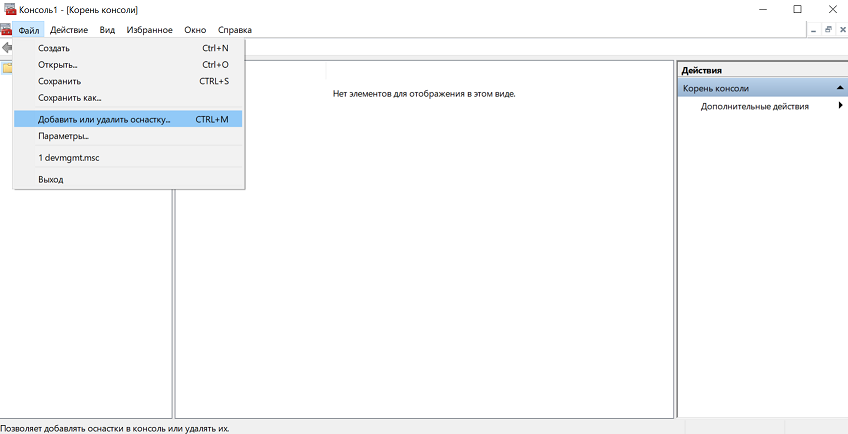 Консоль1 - [Корень консоли]
Файл Действие Вид Избранное Окно Справка
Создать Ctrl+N
Открыть... Ctrl+O
Сохранить CTRL+S
Сохранить как...
Добавить или удалить оснастку... CTRL+M
Параметры...
1 devmgmt.msc
Выход
Нет элементов для отображения в этом виде.
Действия
Корень консоли
Дополнительные действия
Позволяет добавлять оснастки в консоль или удалять их.